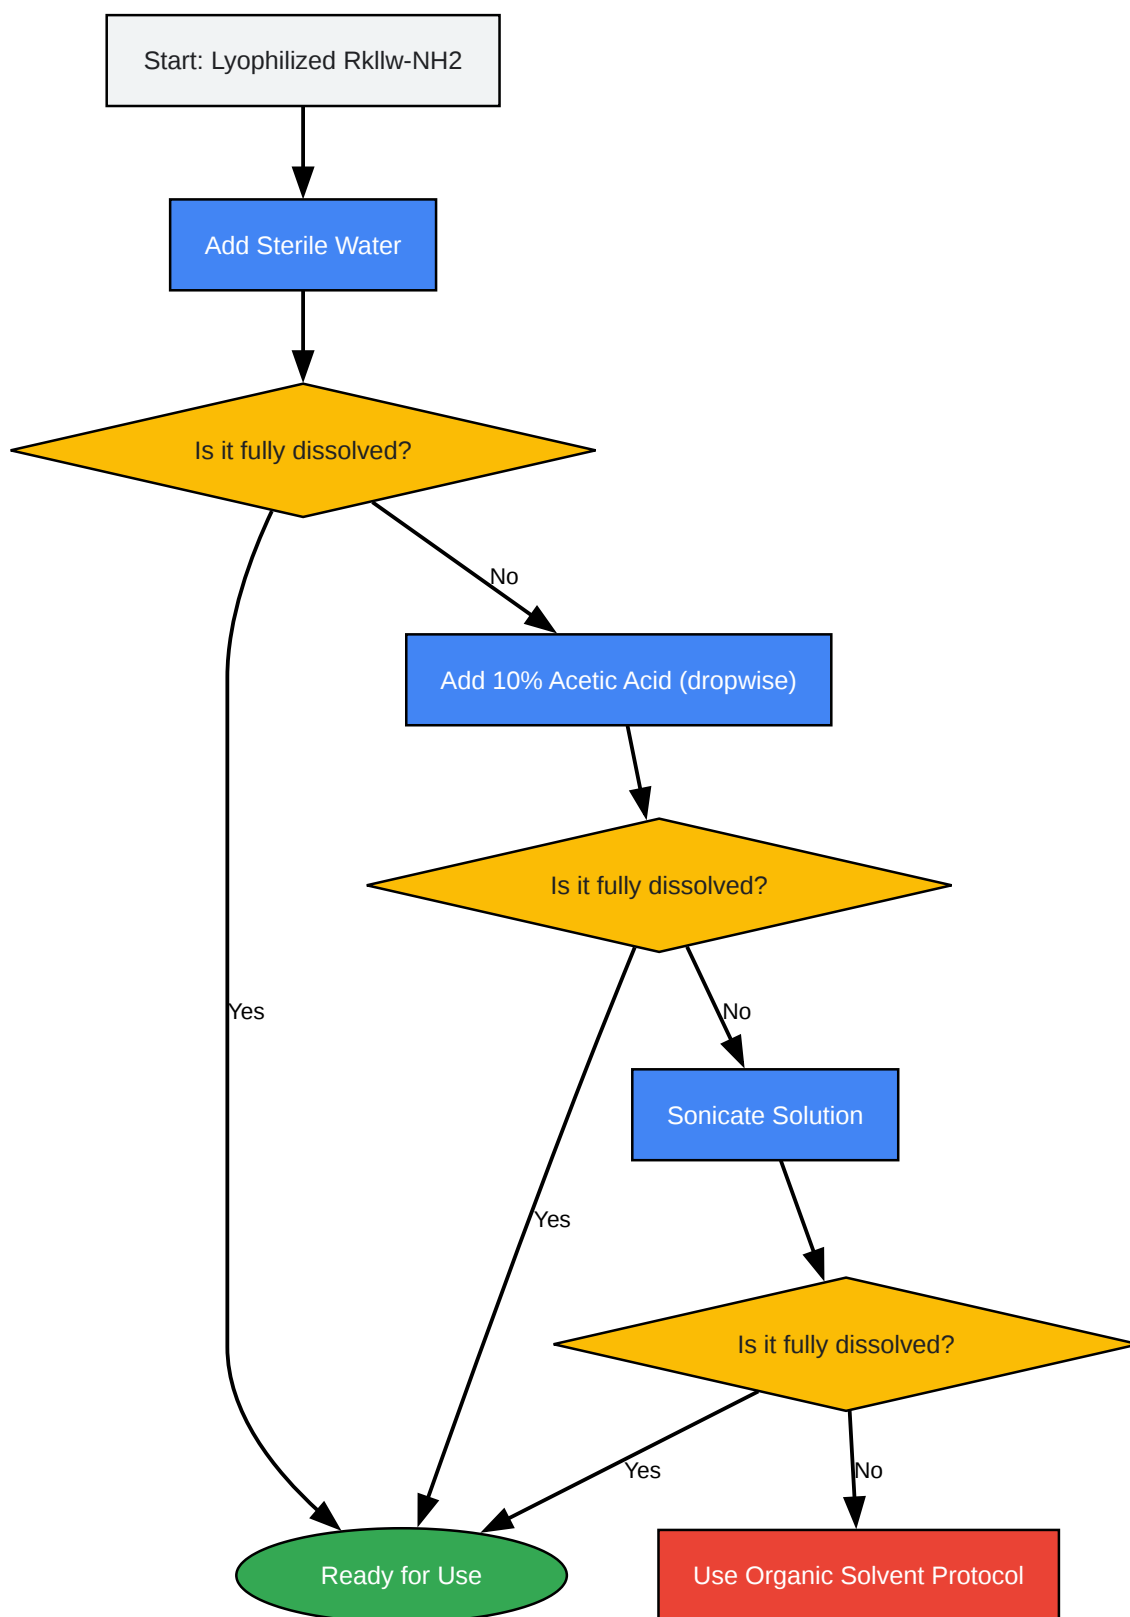 Start: Lyophilized Rkllw-NH2
Add Sterile Water
Is it fully dissolved?
No
Add 10% Acetic Acid (dropwise)
Is it fully dissolved?
Yes
No
Sonicate Solution
Yes
Is it fully dissolved?
Yes
No
Ready for Use
Use Organic Solvent Protocol